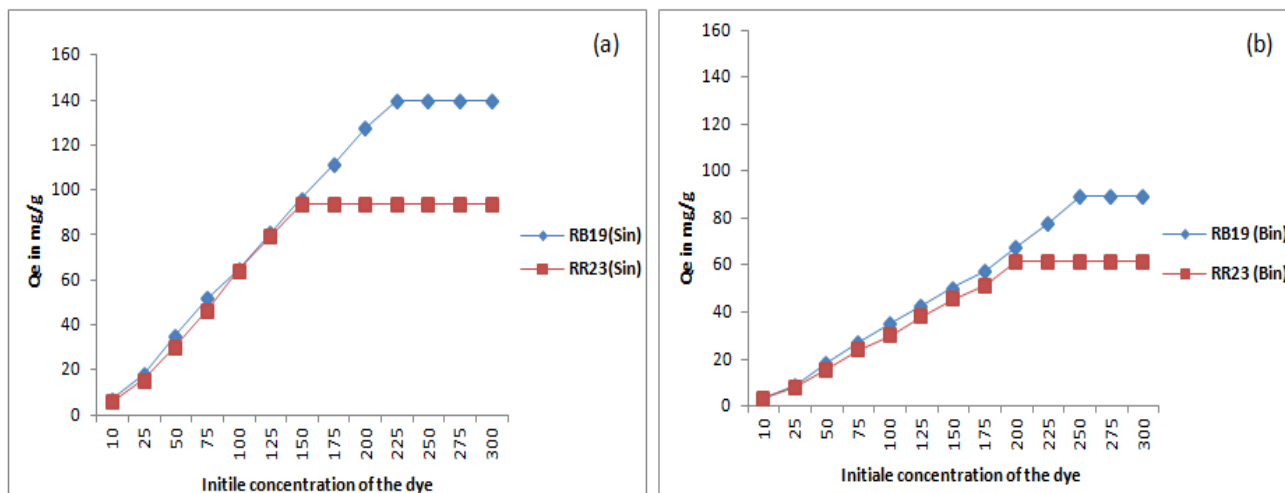 (a)
160
140
120
100
80
60
40
20
0
Qe in mg/g
10 25 50 75 100 125 150 175 200 225 250 275 300
Initile concentration of the dye
RB19(Sin)
RR23(Sin)
(b)
160
140
120
100
80
60
40
20
0
Qe in mg/g
10 25 50 75 100 125 150 175 200 225 250 275 300
Initiale concentration of the dye
RB19 (Bin)
RR23 (Bin)